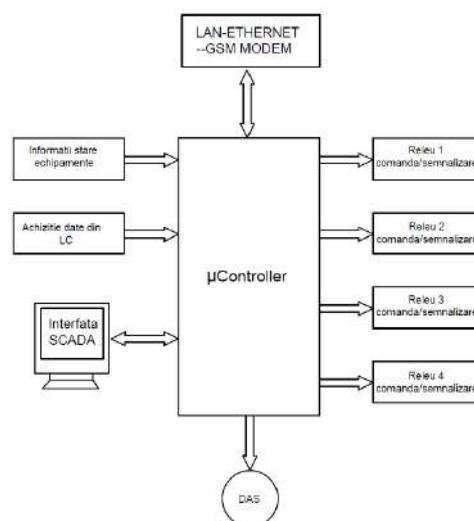 LAN-ETHERNET
--GSM MODEM
Informatii stare
echipamente
Releu 1
comanda/semnalizare
Achizitie date din
LC
Releu 2
comanda/semnalizare
µController
Interfata
SCADA
Releu 3
comanda/semnalizare
Releu 4
comanda/semnalizare
DAS